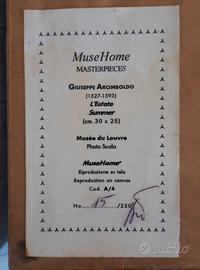 MuseHome
MASTERPIECES
GIUSEPPE ARCIMBOLDO
(1527-1593)
L'Estate
Summer
(cm. 30 x 25)
Musée du Louvre
Photo Scala
MuseHome®
Riproduzione su tela
Reproduction on canvas
Cod. A/4
No. 15 /250
subito